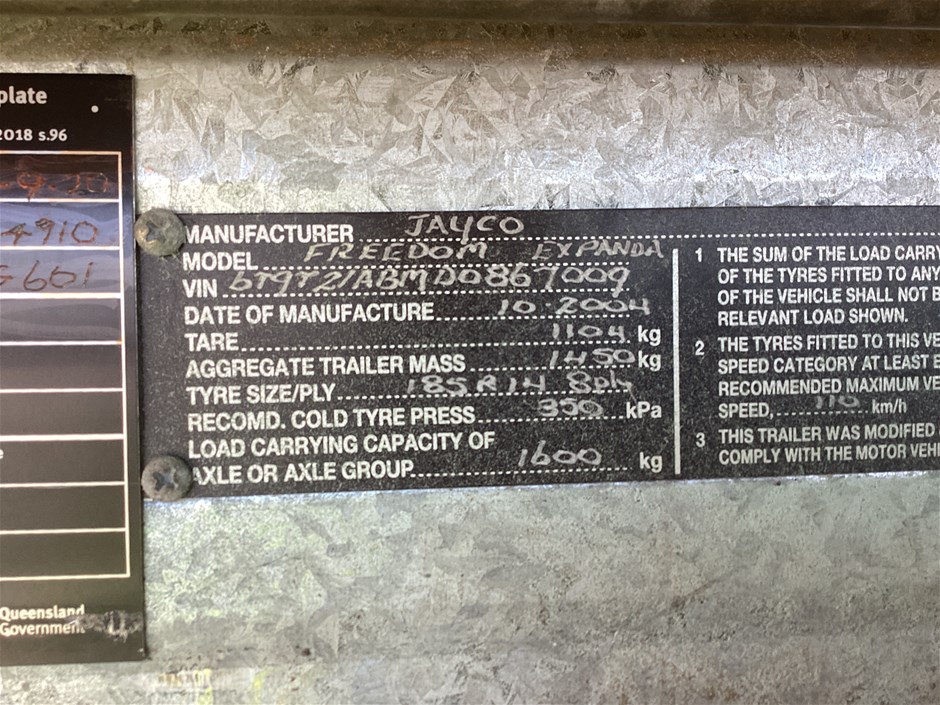 plate
2018 s.96
4910
601
Queensland
Government
MANUFACTURER JAYCO
MODEL FREEDOM EXPANDA
VIN 6T9T21ABMD0867009
DATE OF MANUFACTURE 10-2004
TARE 1104 kg
AGGREGATE TRAILER MASS 1450 kg
TYRE SIZE/PLY 185R14 8ply
RECOMD. COLD TYRE PRESS 350 kPa
LOAD CARRYING CAPACITY OF
AXLE OR AXLE GROUP 1600 kg
1 THE SUM OF THE LOAD CARRY
OF THE TYRES FITTED TO ANY
OF THE VEHICLE SHALL NOT B
RELEVANT LOAD SHOWN.
2 THE TYRES FITTED TO THIS VE
SPEED CATEGORY AT LEAST E
RECOMMENDED MAXIMUM VE
SPEED, 110 km/h
3 THIS TRAILER WAS MODIFIED
COMPLY WITH THE MOTOR VEHI